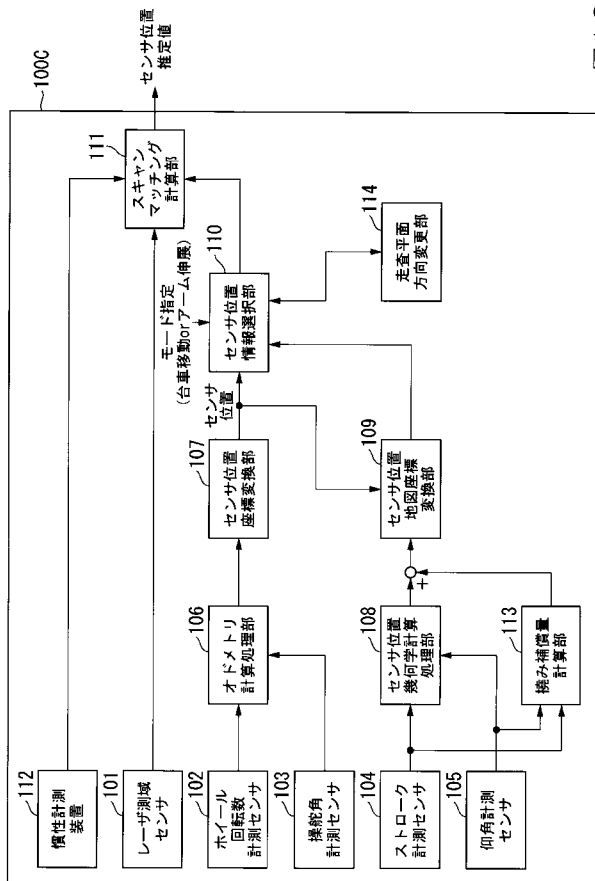 100C
112
慣性計測
装置
101
レーザ測域
センサ
102
ホイール
回転数
計測センサ
103
操舵角
計測センサ
104
ストローク
計測センサ
105
仰角計測
センサ
106
オドメトリ
計算処理部
107
センサ位置
座標変換部
108
センサ位置
幾何学計算
処理部
113
撓み補償量
計算部
+
109
センサ位置
地図座標
変換部
センサ
位置
モード指定
(台車移動orアーム伸展)
110
センサ位置
情報選択部
114
走査平面
方向変更部
111
スキャン
マッチング
計算部
センサ位置
推定値